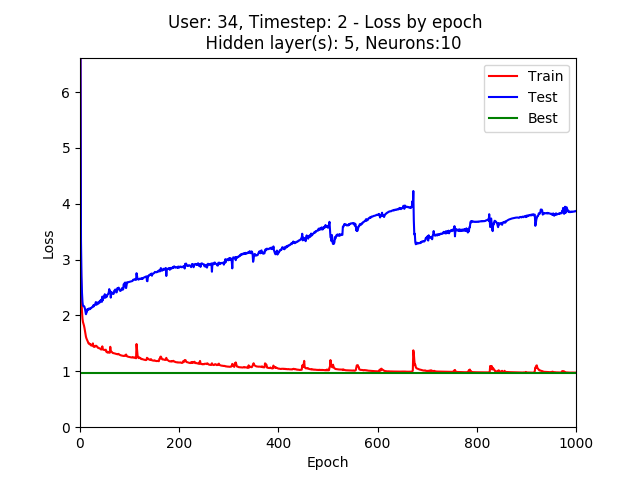 User: 34, Timestep: 2 - Loss by epoch
Hidden layer(s): 5, Neurons:10
Train
Test
Best
6
5
4
3
2
1
0
Loss
0 200 400 600 800 1000
Epoch